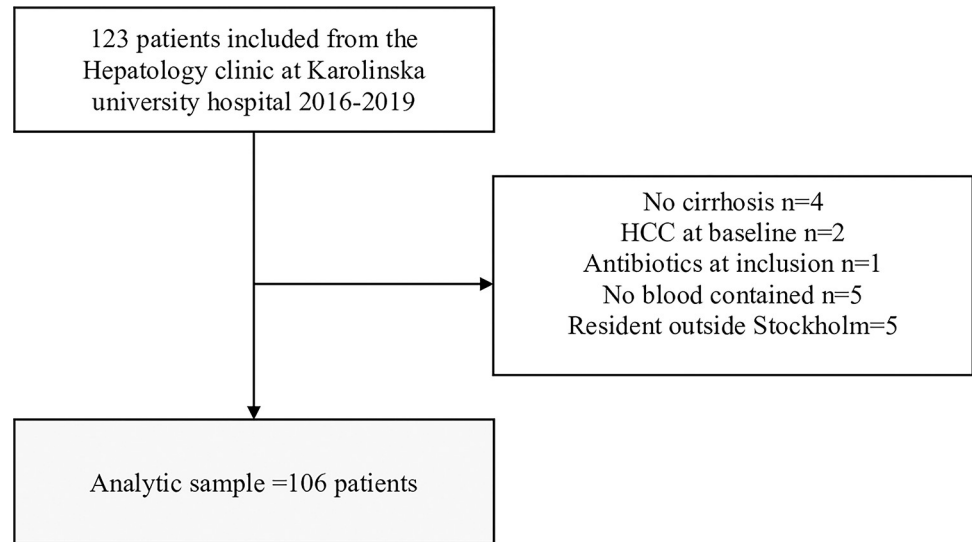 123 patients included from the
Hepatology clinic at Karolinska
university hospital 2016-2019
No cirrhosis n=4
HCC at baseline n=2
Antibiotics at inclusion n=1
No blood contained n=5
Resident outside Stockholm=5
Analytic sample =106 patients